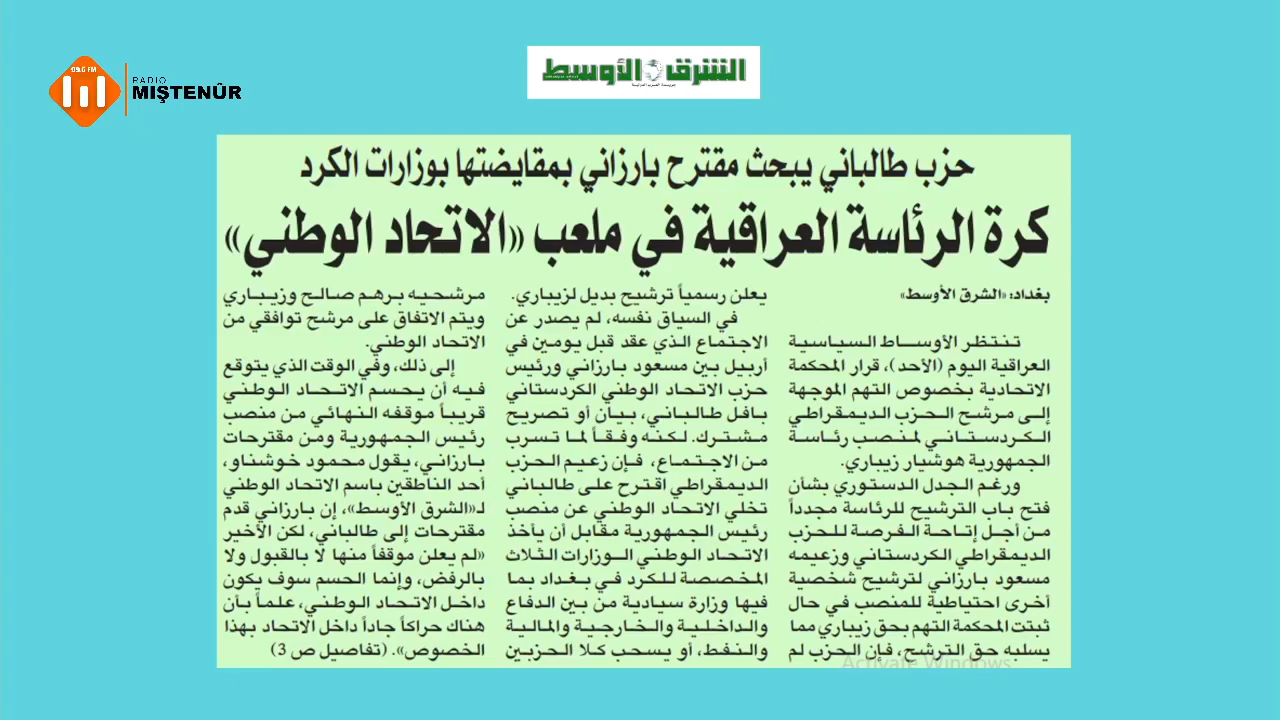 89.6 FM
RADIO
MIŞTENÛR
الشرق الأوسط
جريدة العرب الدولية
حزب طالباني يبحث مقترح بارزاني بمقايضتها بوزارات الكرد
كرة الرئاسة العراقية في ملعب «الاتحاد الوطني»
بغداد: «الشرق الأوسط»
تنتظر الأوساط السياسية
العراقية اليوم (الأحد)، قرار المحكمة
الاتحادية بخصوص التهم الموجهة
إلى مرشح الحزب الديمقراطي
الكردستاني لمنصب رئاسة
الجمهورية هوشيار زيباري.
ورغم الجدل الدستوري بشأن
فتح باب الترشيح للرئاسة مجدداً
من أجل إتاحة الفرصة للحزب
الديمقراطي الكردستاني وزعيمه
مسعود بارزاني لترشيح شخصية
أخرى احتياطية للمنصب في حال
ثبتت المحكمة التهم بحق زيباري مما
يسلبه حق الترشح، فإن الحزب لم
يعلن رسمياً ترشيح بديل لزيباري.
في السياق نفسه، لم يصدر عن
الاجتماع الذي عقد قبل يومين في
أربيل بين مسعود بارزاني ورئيس
حزب الاتحاد الوطني الكردستاني
بافل طالباني، بيان أو تصريح
مشترك. لكنه وفقاً لما تسرب
من الاجتماع، فإن زعيم الحزب
الديمقراطي اقترح على طالباني
تخلي الاتحاد الوطني عن منصب
رئيس الجمهورية مقابل أن يأخذ
الاتحاد الوطني الوزارات الثلاث
المخصصة للكرد في بغداد بما
فيها وزارة سيادية من بين الدفاع
والداخلية والخارجية والمالية
والنفط، أو يسحب كلا الحزبين
مرشحيه برهم صالح وزيباري
ويتم الاتفاق على مرشح توافقي من
الاتحاد الوطني.
إلى ذلك، وفي الوقت الذي يتوقع
فيه أن يحسم الاتحاد الوطني
قريباً موقفه النهائي من منصب
رئيس الجمهورية ومن مقترحات
بارزاني، يقول محمود خوشناو،
أحد الناطقين باسم الاتحاد الوطني
لـ«الشرق الأوسط»، إن بارزاني قدم
مقترحات إلى طالباني، لكن الأخير
«لم يعلن موقفاً منها لا بالقبول ولا
بالرفض، وإنما الحسم سوف يكون
داخل الاتحاد الوطني، علماً بأن
هناك حراكاً جاداً داخل الاتحاد بهذا
الخصوص». (تفاصيل ص 3)
Activate Windows